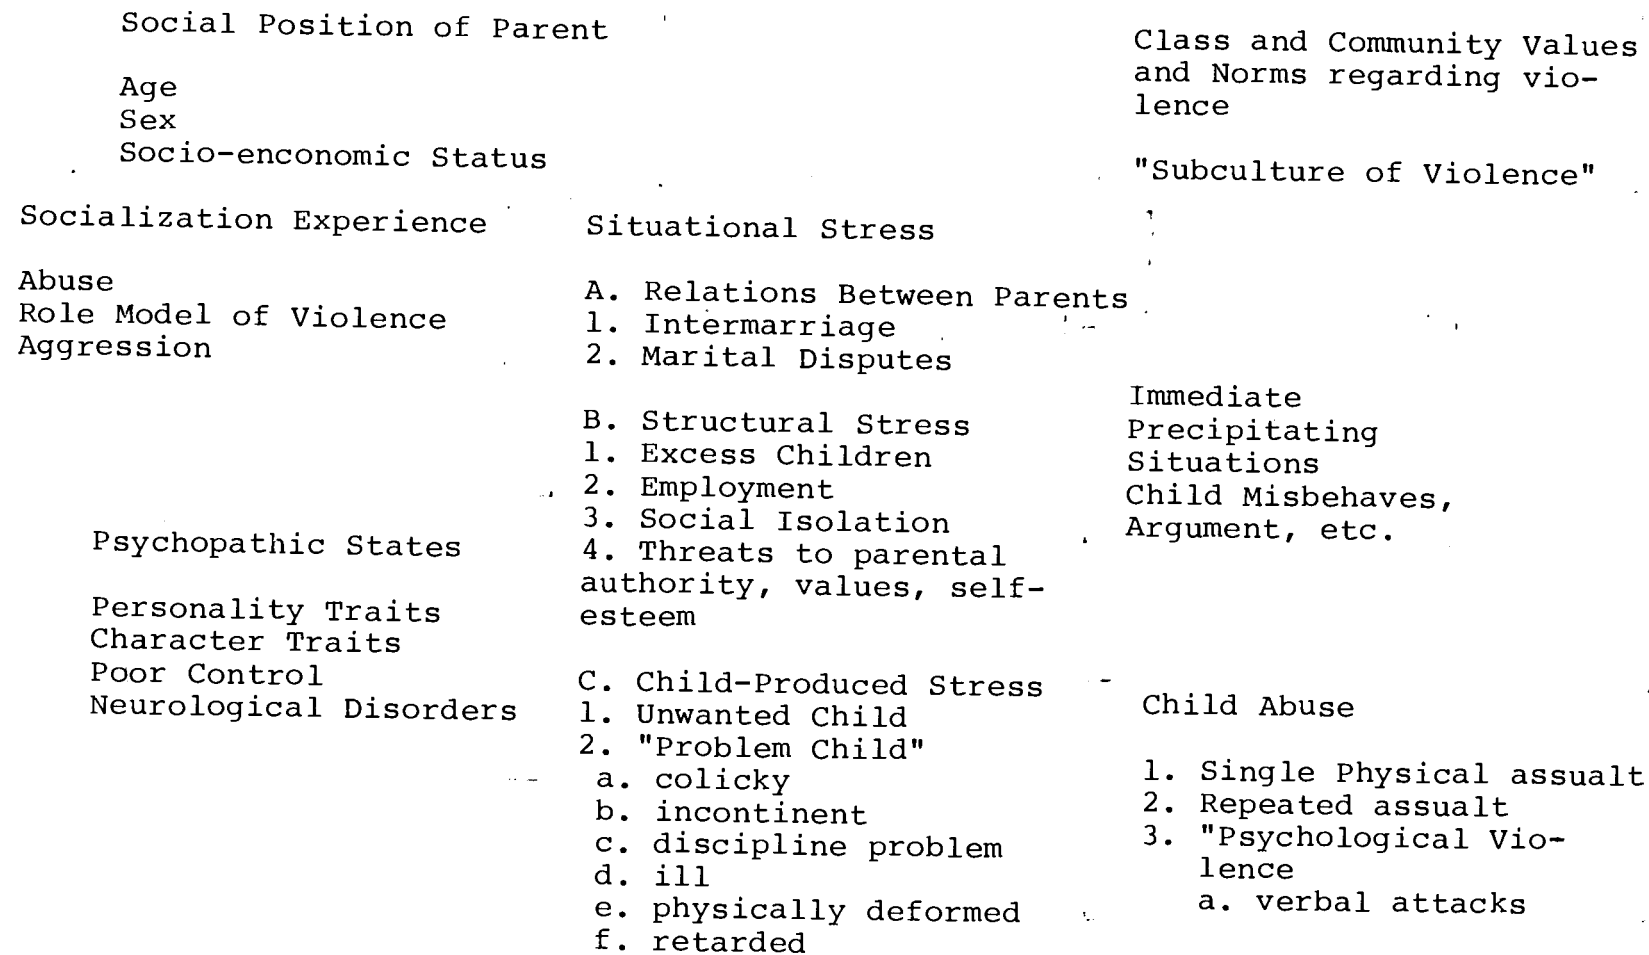 Social Position of Parent
Age
Sex
Socio-enconomic Status
Class and Community Values
and Norms regarding vio-
lence
"Subculture of Violence"
Socialization Experience
Abuse
Role Model of Violence
Aggression
Situational Stress
A. Relations Between Parents
1. Intermarriage
2. Marital Disputes
B. Structural Stress
1. Excess Children
2. Employment
3. Social Isolation
4. Threats to parental
authority, values, self-
esteem
C. Child-Produced Stress
1. Unwanted Child
2. "Problem Child"
a. colicky
b. incontinent
c. discipline problem
d. ill
e. physically deformed
f. retarded
Immediate
Precipitating
Situations
Child Misbehaves,
Argument, etc.
Psychopathic States
Personality Traits
Character Traits
Poor Control
Neurological Disorders
Child Abuse
1. Single Physical assualt
2. Repeated assualt
3. "Psychological Vio-
lence
a. verbal attacks